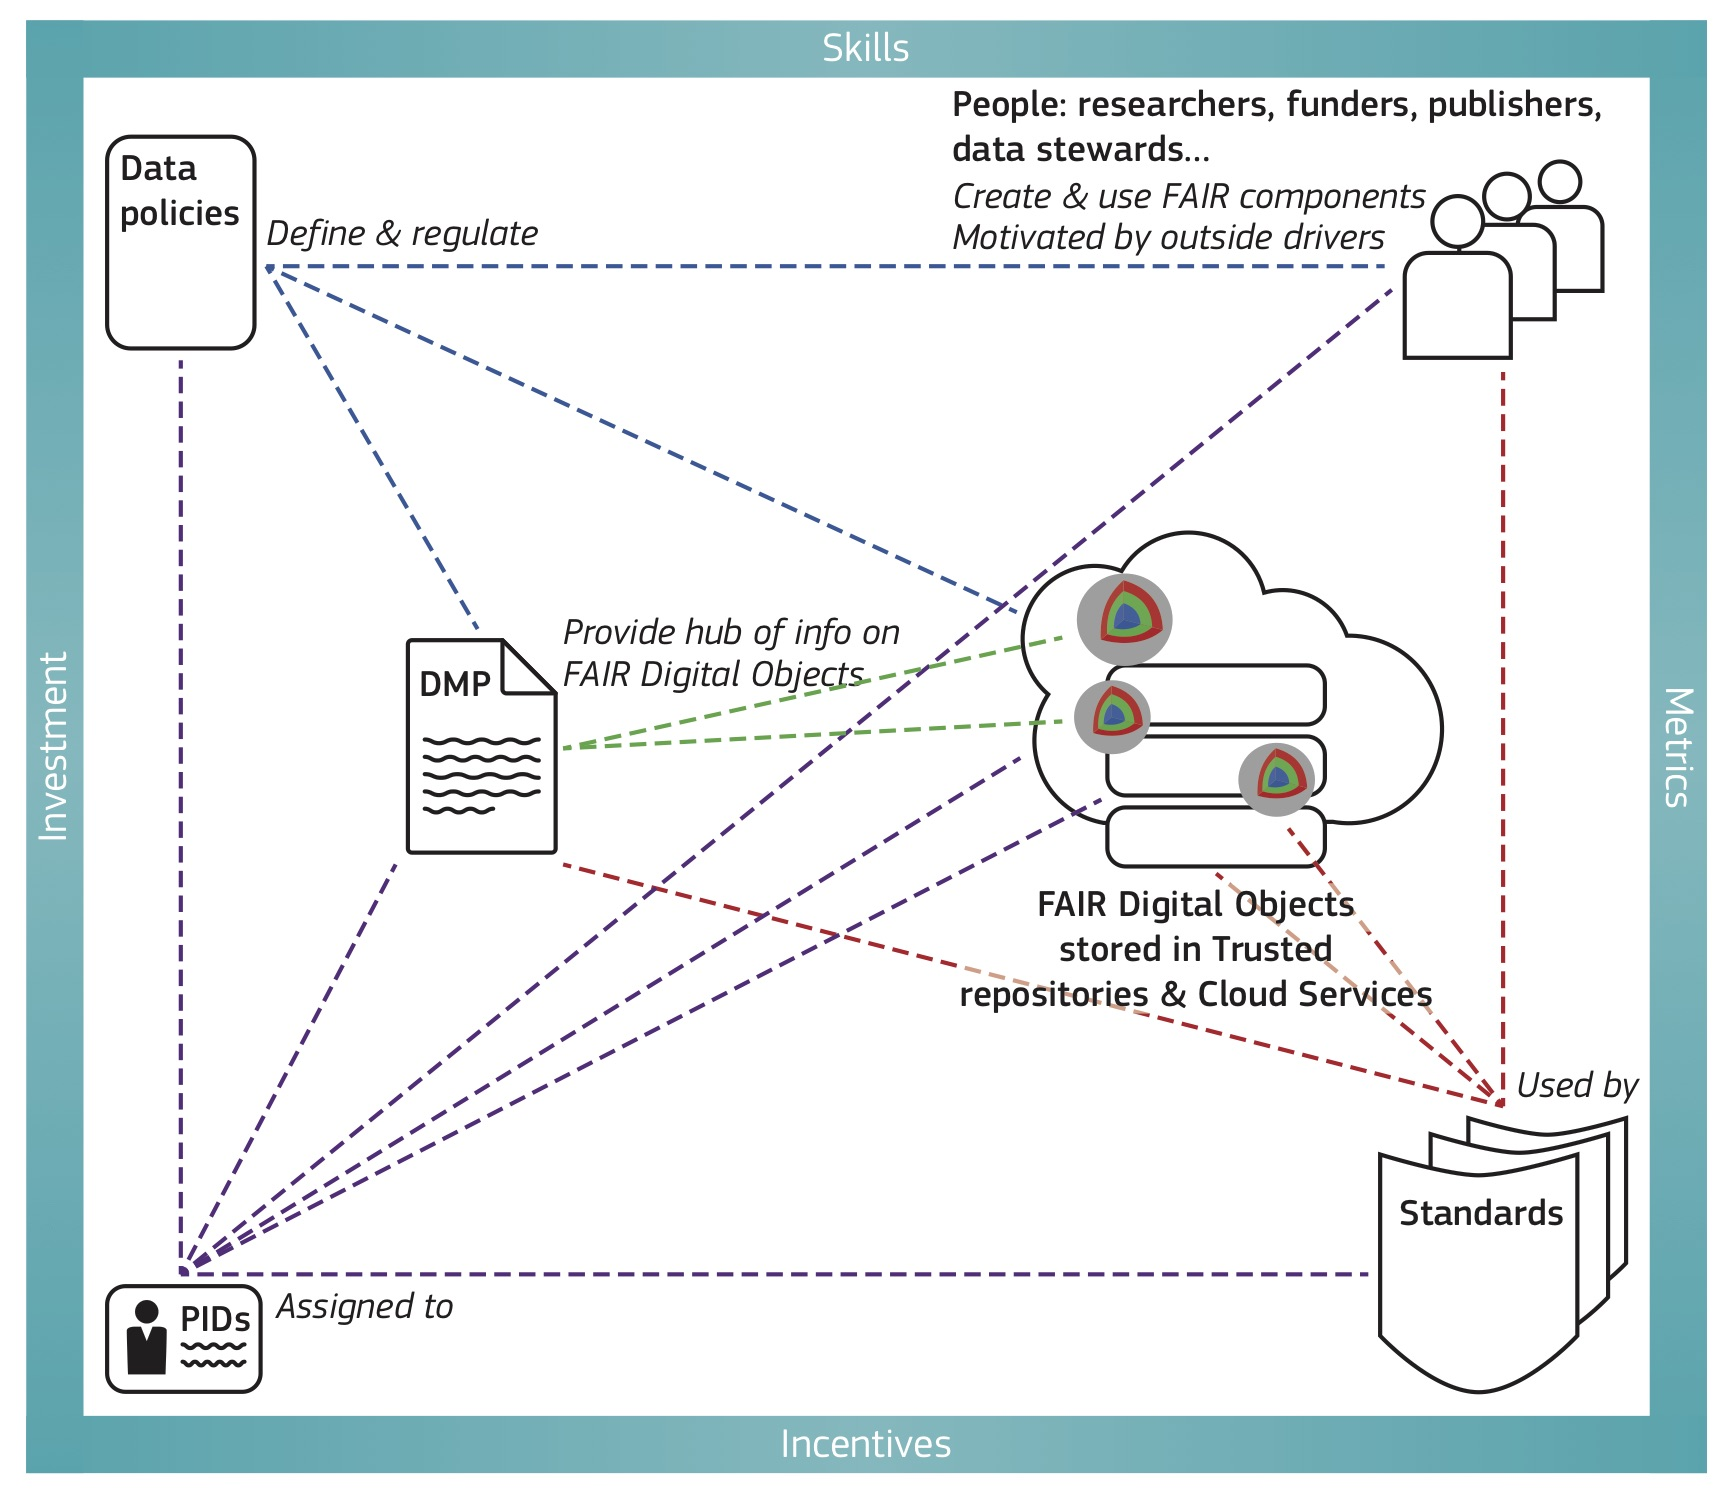 Skills
People: researchers, funders, publishers,
data stewards...
Create & use FAIR components
Motivated by outside drivers
Data
policies
Define & regulate
Investment
Metrics
DMP
Provide hub of info on
FAIR Digital Objects
FAIR Digital Objects
stored in Trusted
repositories & Cloud Services
Used by
Standards
PIDs
Assigned to
Incentives